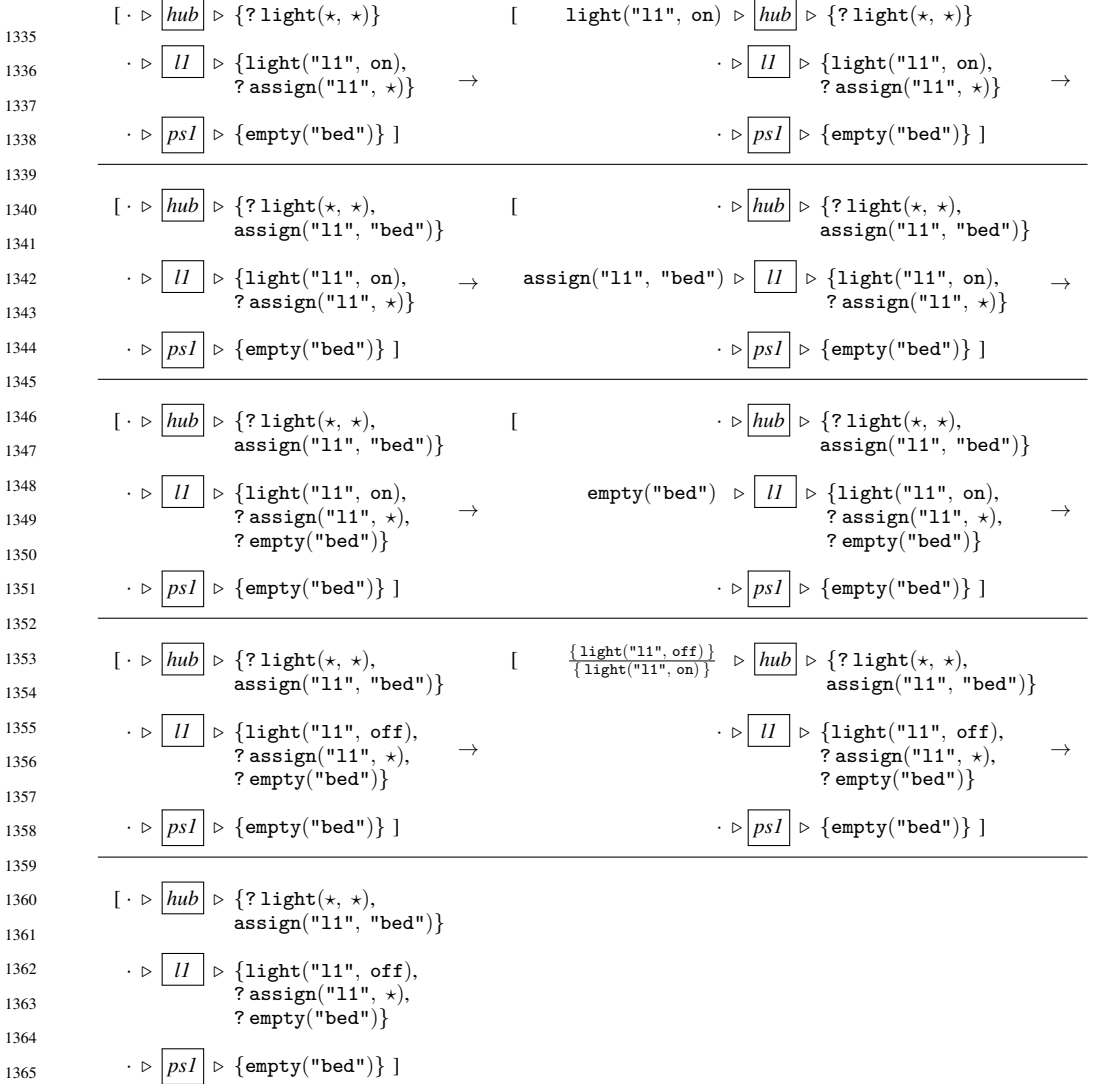 [ · ▷ hub ▷ {? light(⋆, ⋆)} [ light("l1", on) ▷ hub ▷ {? light(⋆, ⋆)}
1335
1336 · ▷ l1 ▷ {light("l1", on), → · ▷ l1 ▷ {light("l1", on), →
? assign("l1", ⋆)} ? assign("l1", ⋆)}
1337
1338 · ▷ ps1 ▷ {empty("bed")} ] · ▷ ps1 ▷ {empty("bed")} ]
1339
1340 [ · ▷ hub ▷ {? light(⋆, ⋆), [ · ▷ hub ▷ {? light(⋆, ⋆),
assign("l1", "bed")} assign("l1", "bed")}
1341
1342 · ▷ l1 ▷ {light("l1", on), → assign("l1", "bed") ▷ l1 ▷ {light("l1", on), →
1343 ? assign("l1", ⋆)} ? assign("l1", ⋆)}
1344 · ▷ ps1 ▷ {empty("bed")} ] · ▷ ps1 ▷ {empty("bed")} ]
1345
1346 [ · ▷ hub ▷ {? light(⋆, ⋆), [ · ▷ hub ▷ {? light(⋆, ⋆),
1347 assign("l1", "bed")} assign("l1", "bed")}
1348 · ▷ l1 ▷ {light("l1", on), empty("bed") ▷ l1 ▷ {light("l1", on),
1349 ? assign("l1", ⋆), → ? assign("l1", ⋆), →
1350 ? empty("bed")} ? empty("bed")}
1351 · ▷ ps1 ▷ {empty("bed")} ] · ▷ ps1 ▷ {empty("bed")} ]
1352
1353 [ · ▷ hub ▷ {? light(⋆, ⋆), [ { light("l1", off) } / { light("l1", on) } ▷ hub ▷ {? light(⋆, ⋆),
1354 assign("l1", "bed")} assign("l1", "bed")}
1355 · ▷ l1 ▷ {light("l1", off), · ▷ l1 ▷ {light("l1", off),
1356 ? assign("l1", ⋆), → ? assign("l1", ⋆), →
? empty("bed")} ? empty("bed")}
1357
1358 · ▷ ps1 ▷ {empty("bed")} ] · ▷ ps1 ▷ {empty("bed")} ]
1359
1360 [ · ▷ hub ▷ {? light(⋆, ⋆),
1361 assign("l1", "bed")}
1362 · ▷ l1 ▷ {light("l1", off),
1363 ? assign("l1", ⋆),
? empty("bed")}
1364
1365 · ▷ ps1 ▷ {empty("bed")} ]